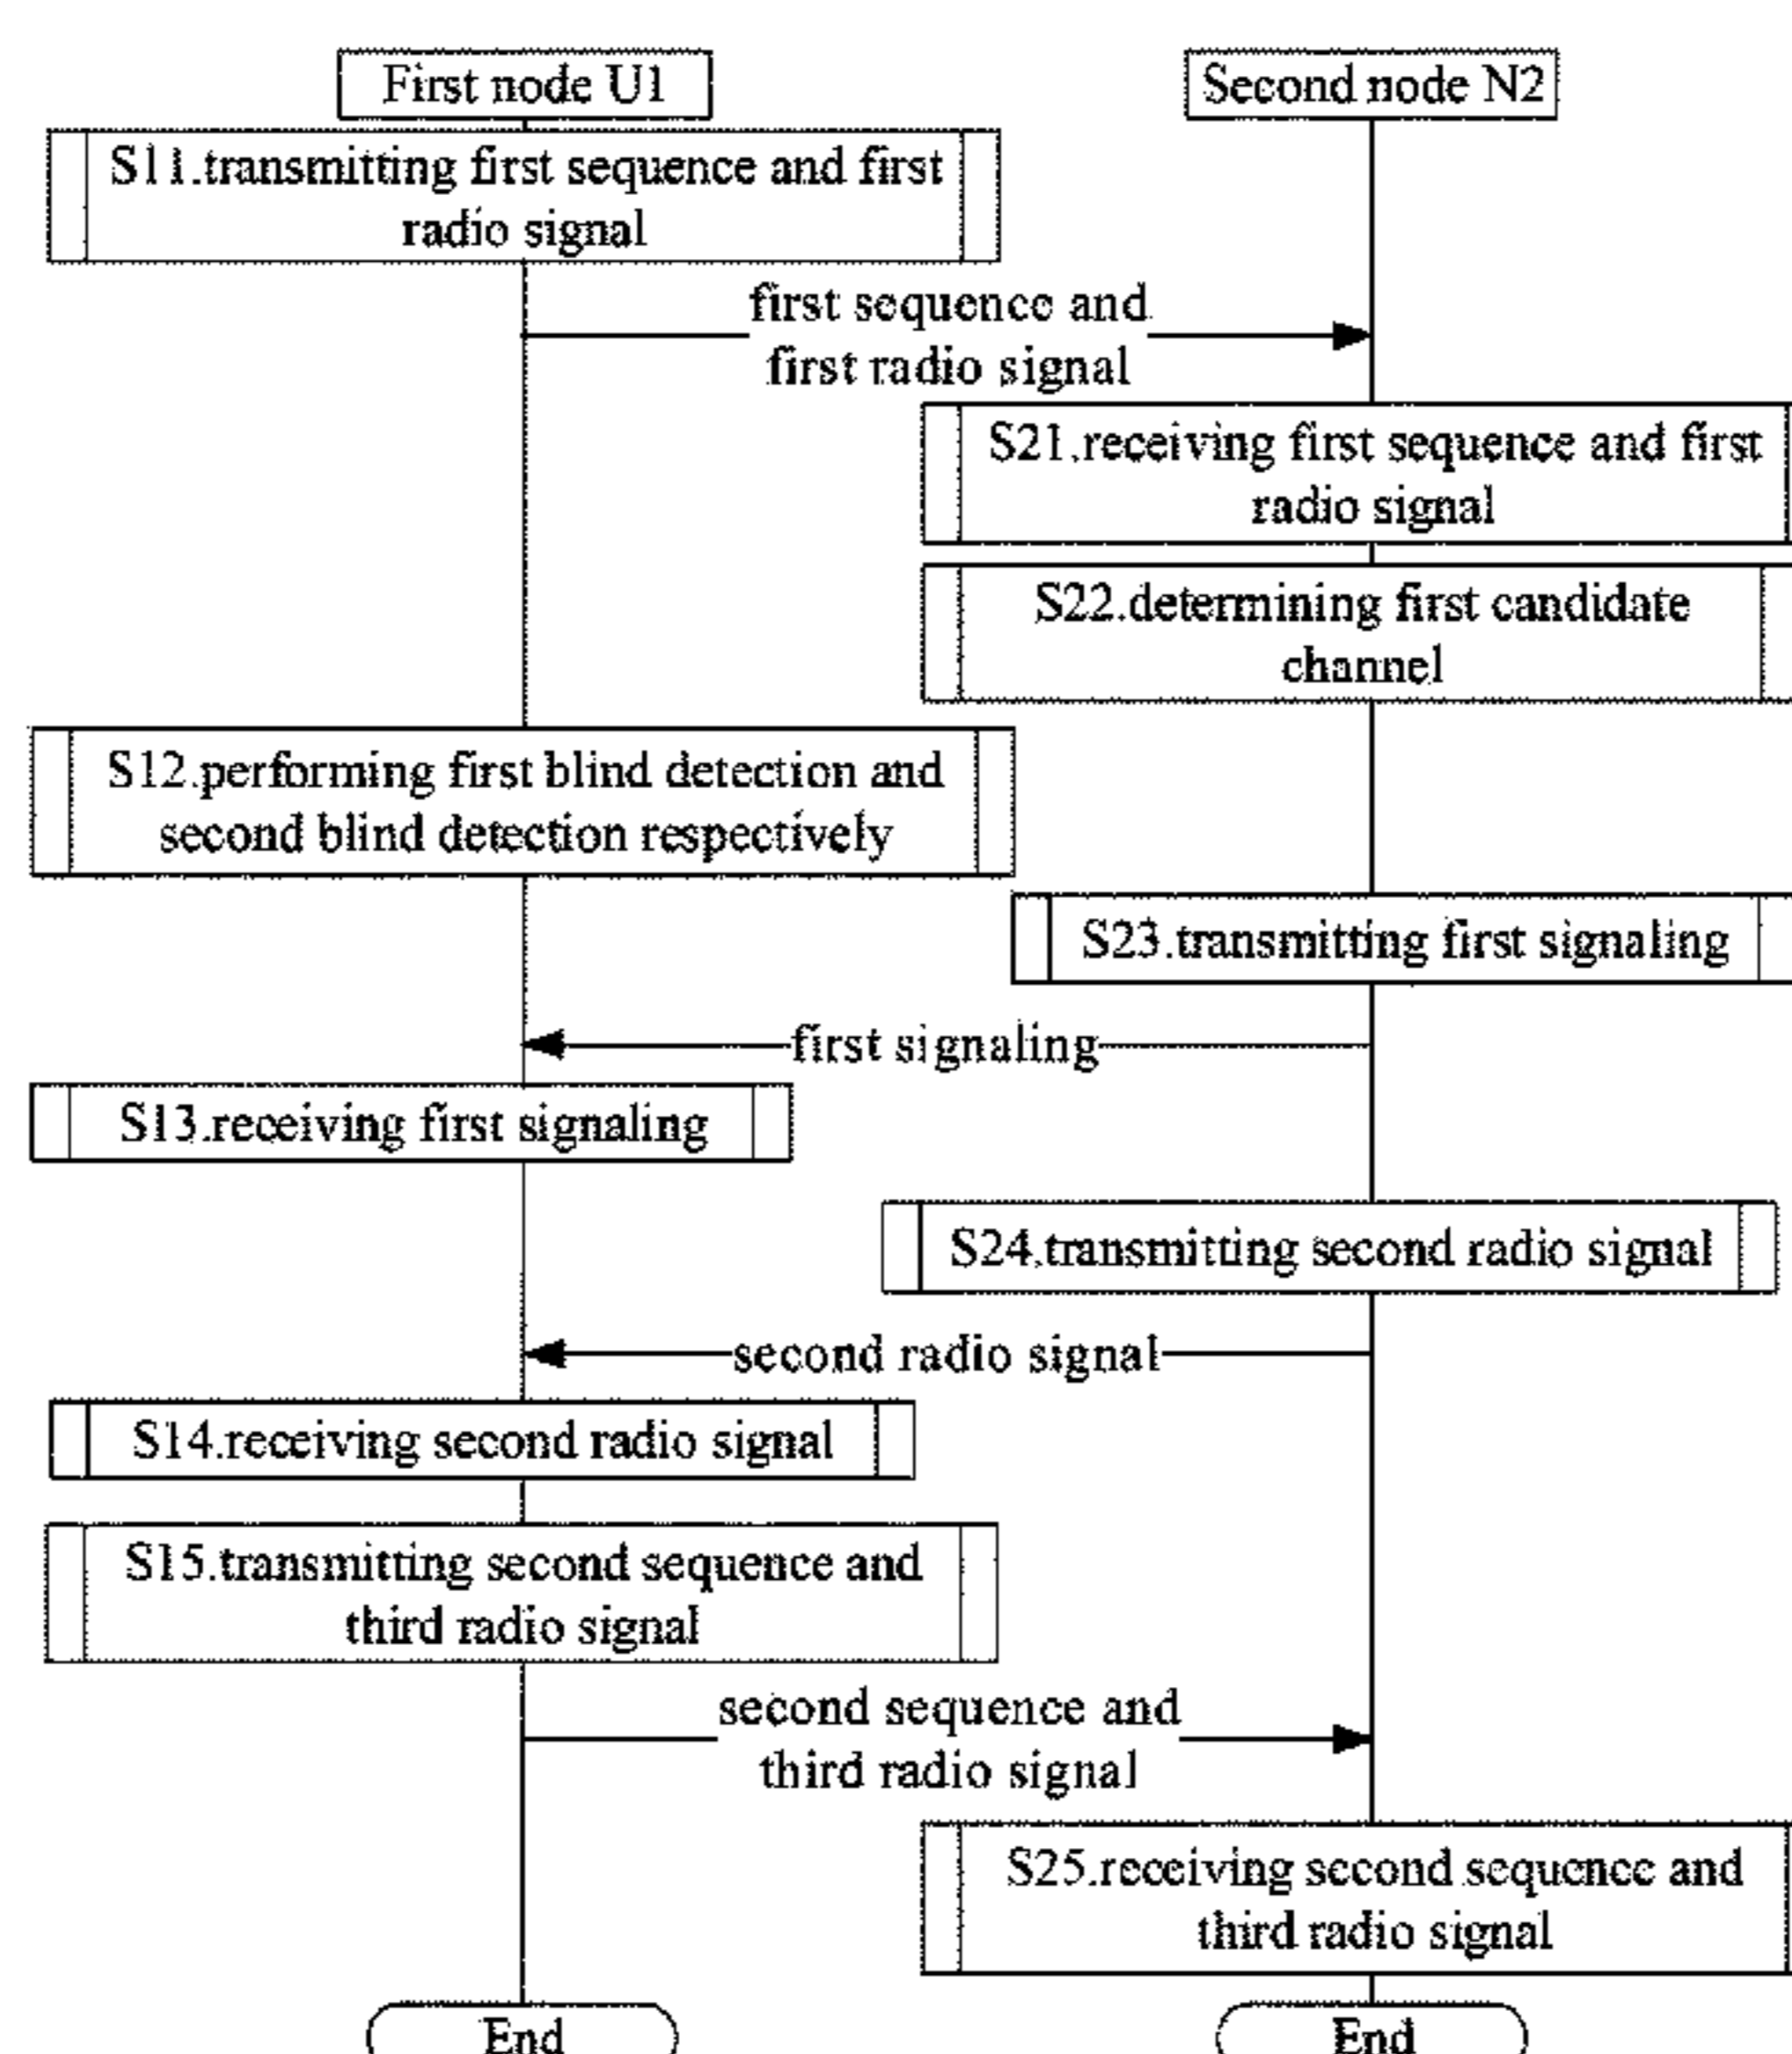 First node U1
Second node N2
S11.transmitting first sequence and first
radio signal
first sequence and
first radio signal
S21.receiving first sequence and first
radio signal
S22.determining first candidate
channel
S12.performing first blind detection and
second blind detection respectively
S23.transmitting first signaling
first signaling
S13.receiving first signaling
S24.transmitting second radio signal
second radio signal
S14.receiving second radio signal
S15.transmitting second sequence and
third radio signal
second sequence and
third radio signal
S25.receiving second sequence and
third radio signal
End
End